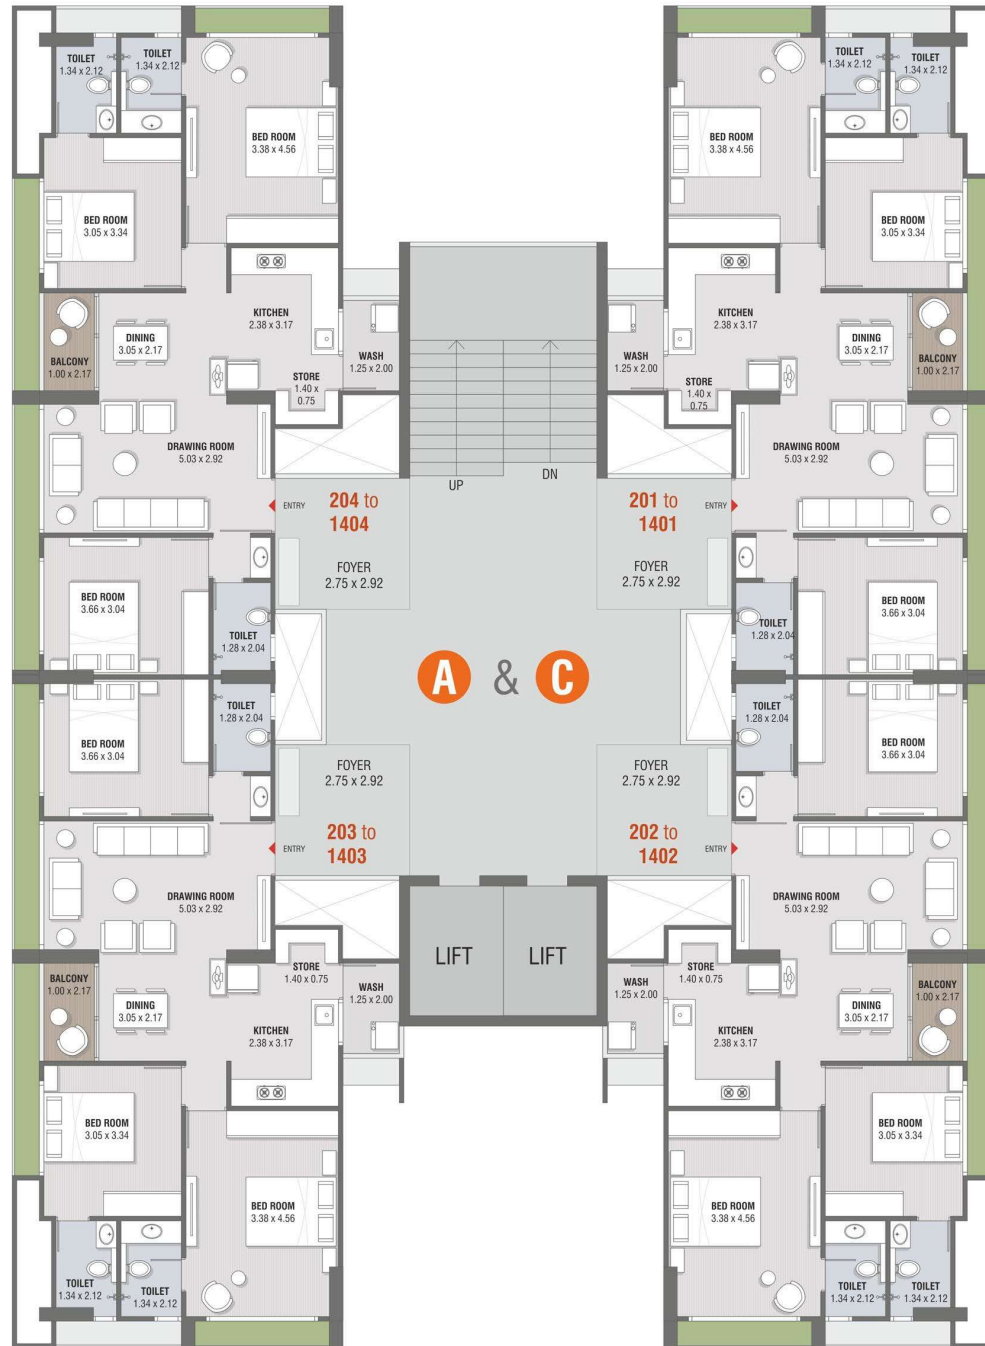 TOILET
1.34 x 2.12
TOILET
1.34 x 2.12
BED ROOM
3.38 x 4.56
BED ROOM
3.05 x 3.34
KITCHEN
2.38 x 3.17
DINING
3.05 x 2.17
BALCONY
1.00 x 2.17
WASH
1.25 x 2.00
STORE
1.40 x
0.75
DRAWING ROOM
5.03 x 2.92
ENTRY
204 to
1404
FOYER
2.75 x 2.92
BED ROOM
3.66 x 3.04
TOILET
1.28 x 2.04
UP
DN
TOILET
1.34 x 2.12
TOILET
1.34 x 2.12
BED ROOM
3.38 x 4.56
BED ROOM
3.05 x 3.34
KITCHEN
2.38 x 3.17
DINING
3.05 x 2.17
BALCONY
1.00 x 2.17
WASH
1.25 x 2.00
STORE
1.40 x
0.75
DRAWING ROOM
5.03 x 2.92
201 to
1401
ENTRY
FOYER
2.75 x 2.92
BED ROOM
3.66 x 3.04
TOILET
1.28 x 2.04
A & C
TOILET
1.28 x 2.04
BED ROOM
3.66 x 3.04
FOYER
2.75 x 2.92
203 to
1403
ENTRY
DRAWING ROOM
5.03 x 2.92
STORE
1.40 x 0.75
WASH
1.25 x 2.00
BALCONY
1.00 x 2.17
DINING
3.05 x 2.17
KITCHEN
2.38 x 3.17
BED ROOM
3.05 x 3.34
BED ROOM
3.38 x 4.56
TOILET
1.34 x 2.12
TOILET
1.34 x 2.12
LIFT
LIFT
TOILET
1.28 x 2.04
BED ROOM
3.66 x 3.04
FOYER
2.75 x 2.92
202 to
1402
ENTRY
DRAWING ROOM
5.03 x 2.92
STORE
1.40 x 0.75
WASH
1.25 x 2.00
BALCONY
1.00 x 2.17
DINING
3.05 x 2.17
KITCHEN
2.38 x 3.17
BED ROOM
3.05 x 3.34
BED ROOM
3.38 x 4.56
TOILET
1.34 x 2.12
TOILET
1.34 x 2.12